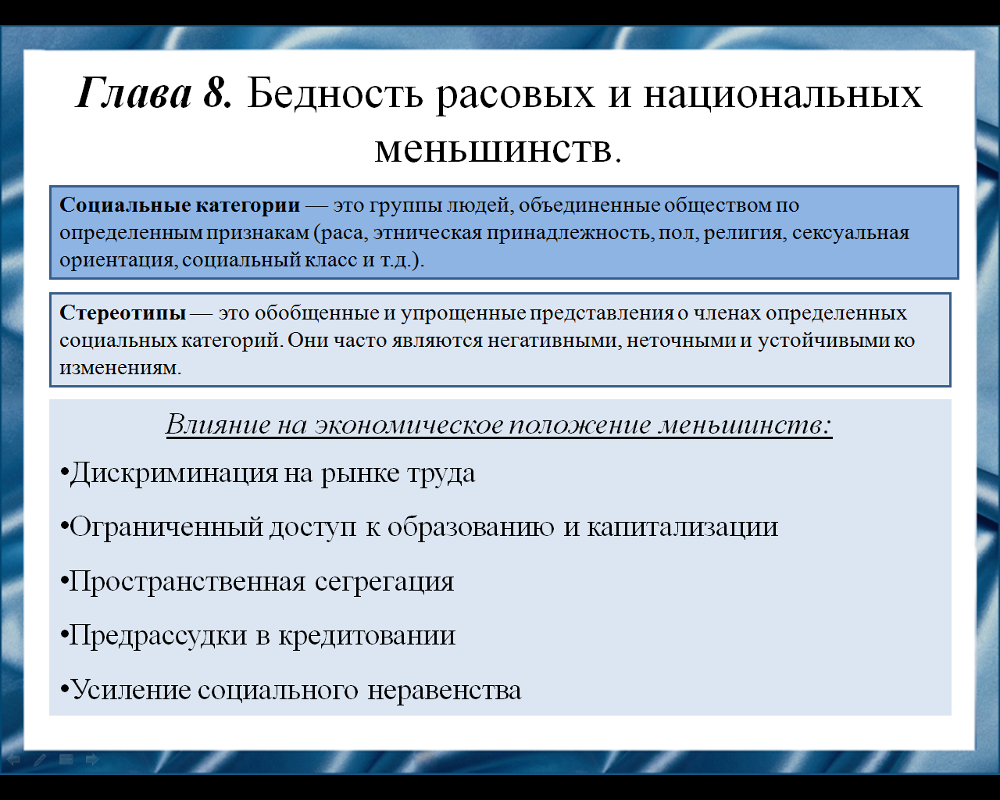 Глава 8. Бедность расовых и национальных
меньшинств.
Социальные категории — это группы людей, объединенные обществом по
определенным признакам (раса, этническая принадлежность, пол, религия, сексуальная
ориентация, социальный класс и т.д.).
Стереотипы — это обобщенные и упрощенные представления о членах определенных
социальных категорий. Они часто являются негативными, неточными и устойчивыми ко
изменениям.
Влияние на экономическое положение меньшинств:
•Дискриминация на рынке труда
•Ограниченный доступ к образованию и капитализации
•Пространственная сегрегация
•Предрассудки в кредитовании
•Усиление социального неравенства